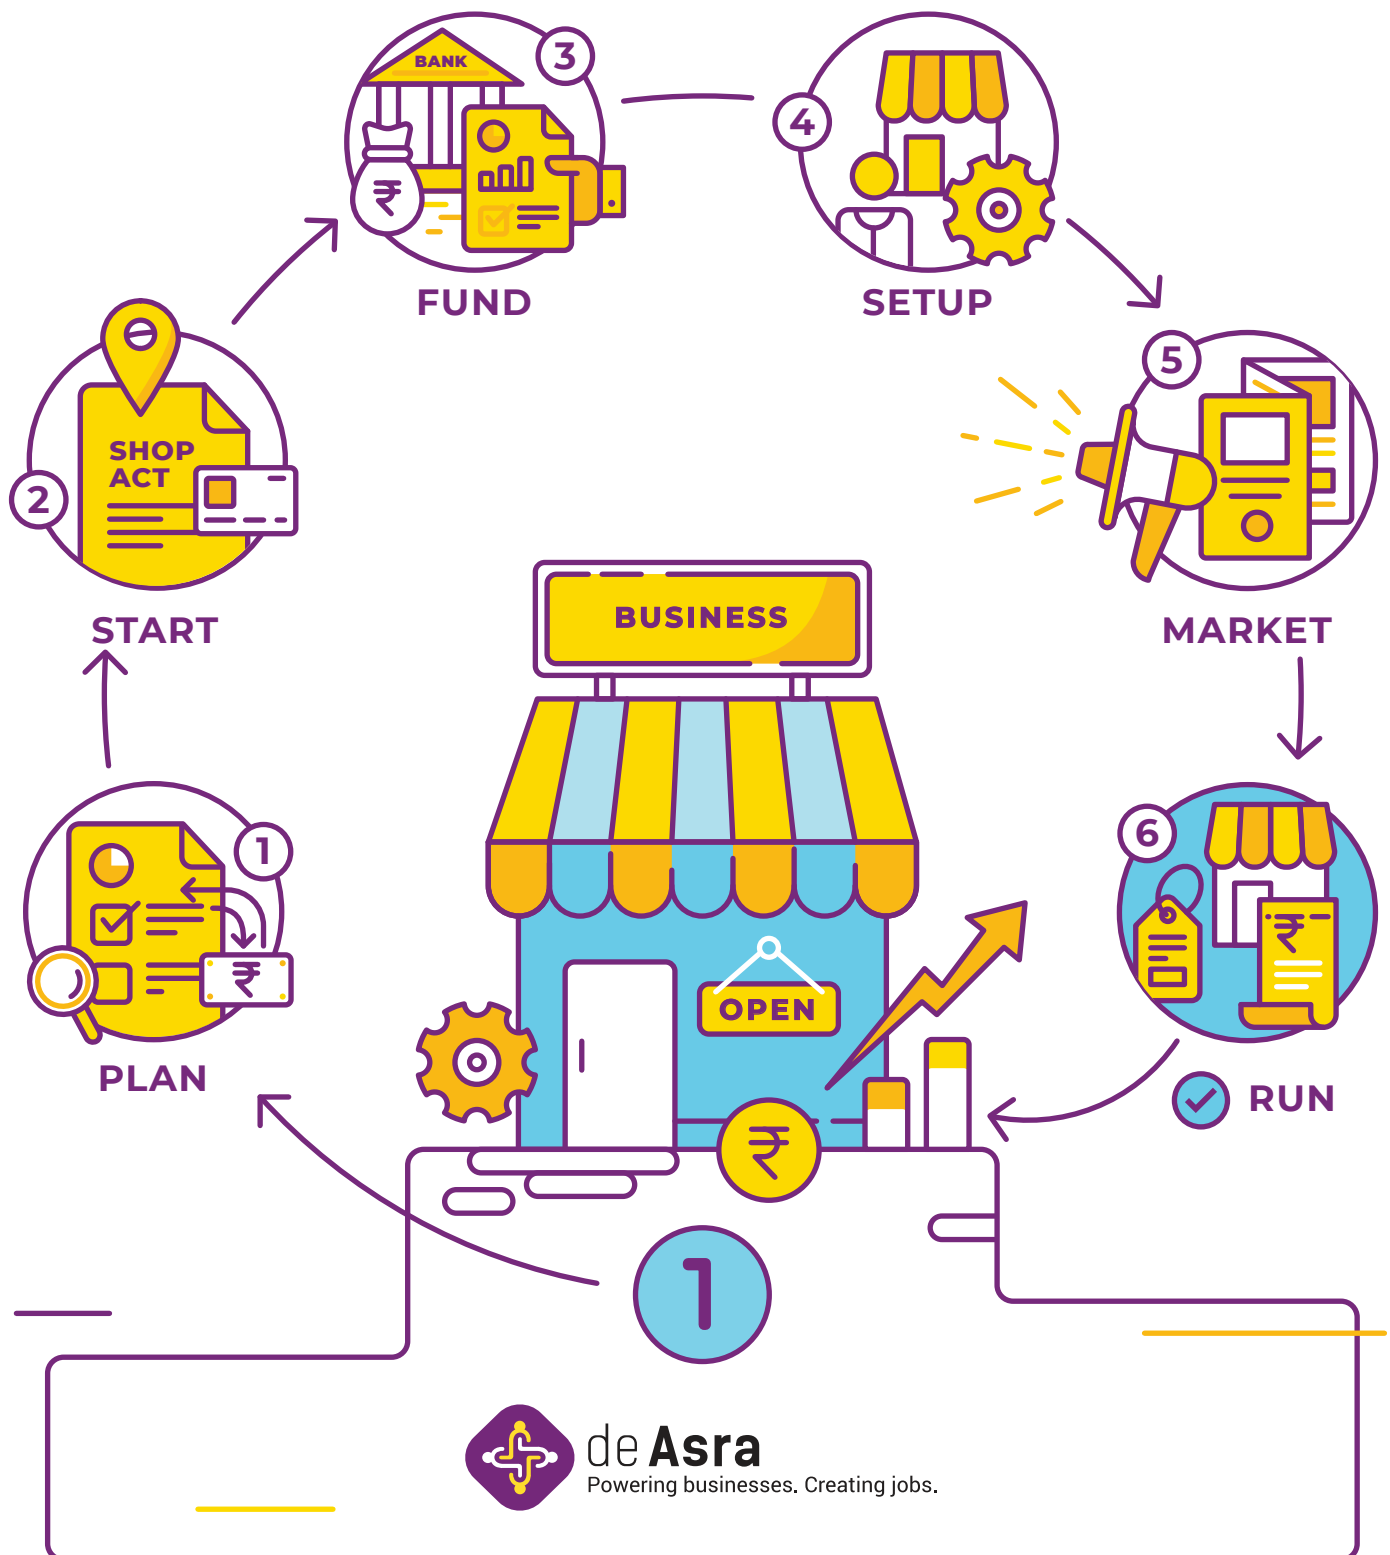 BANK
3
₹
FUND
4
SETUP
SHOP
ACT
2
START
5
MARKET
BUSINESS
1
₹
PLAN
6
₹
RUN
OPEN
₹
1
de Asra
Powering businesses. Creating jobs.